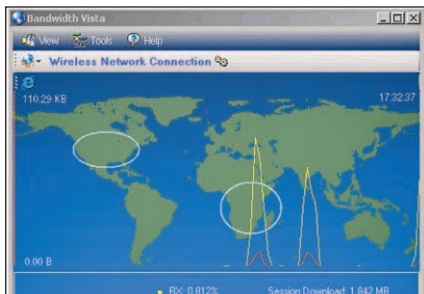 Bandwidth Vista
View Tools Help
Wireless Network Connection
110.29 KB 17:32:37
0.00 B
RX: 0.812% Session Download: 1.842 MB